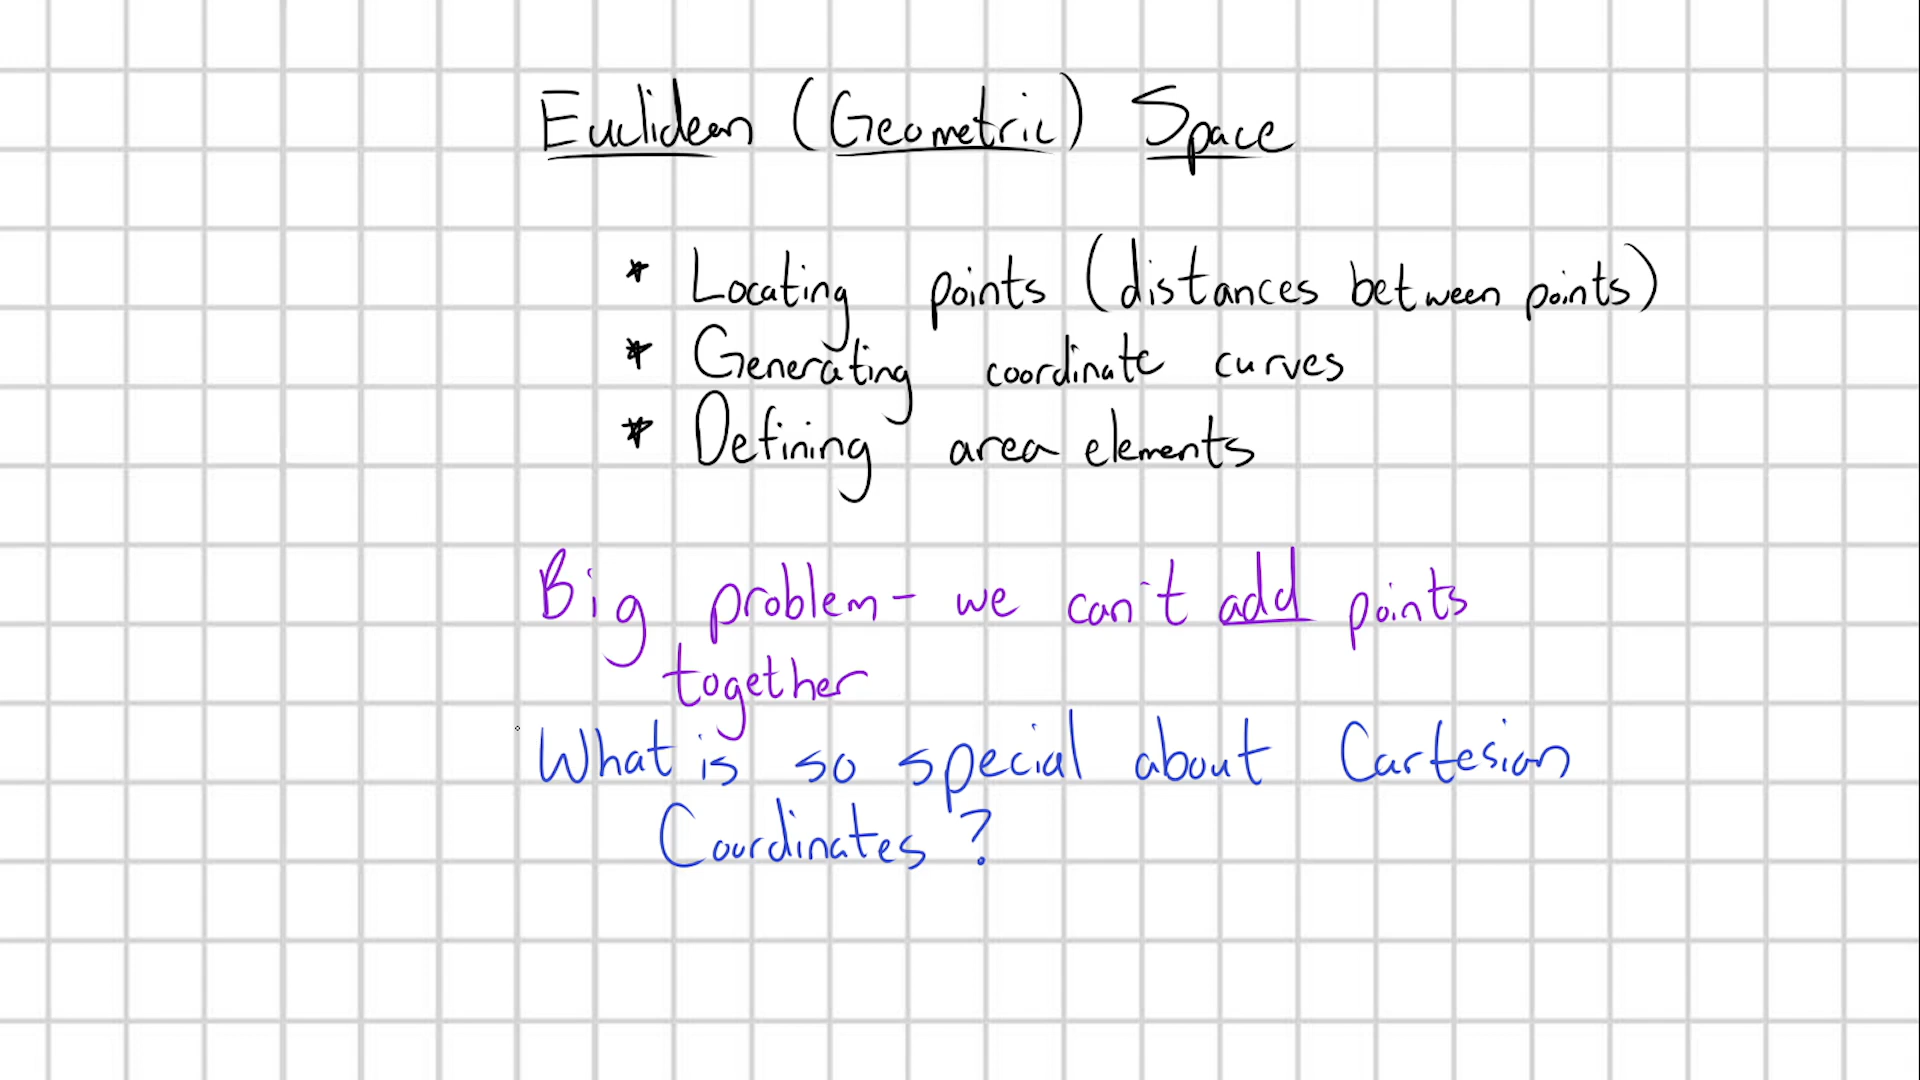 Euclidean (Geometric) Space
* Locating points (distances between points)
* Generating coordinate curves
* Defining area elements
Big problem - we can't add points
together
What is so special about Cartesian
Coordinates?